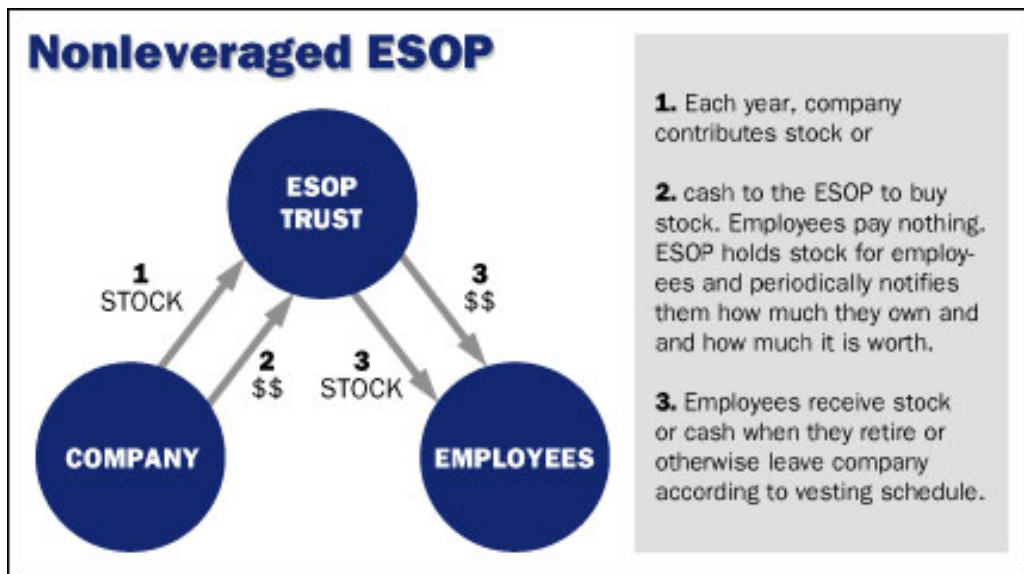 Nonleveraged ESOP
ESOP
TRUST
1
STOCK
3
$$
2
$$
3
STOCK
COMPANY
EMPLOYEES
1. Each year, company
contributes stock or
2. cash to the ESOP to buy
stock. Employees pay nothing.
ESOP holds stock for employ-
ees and periodically notifies
them how much they own and
and how much it is worth.
3. Employees receive stock
or cash when they retire or
otherwise leave company
according to vesting schedule.